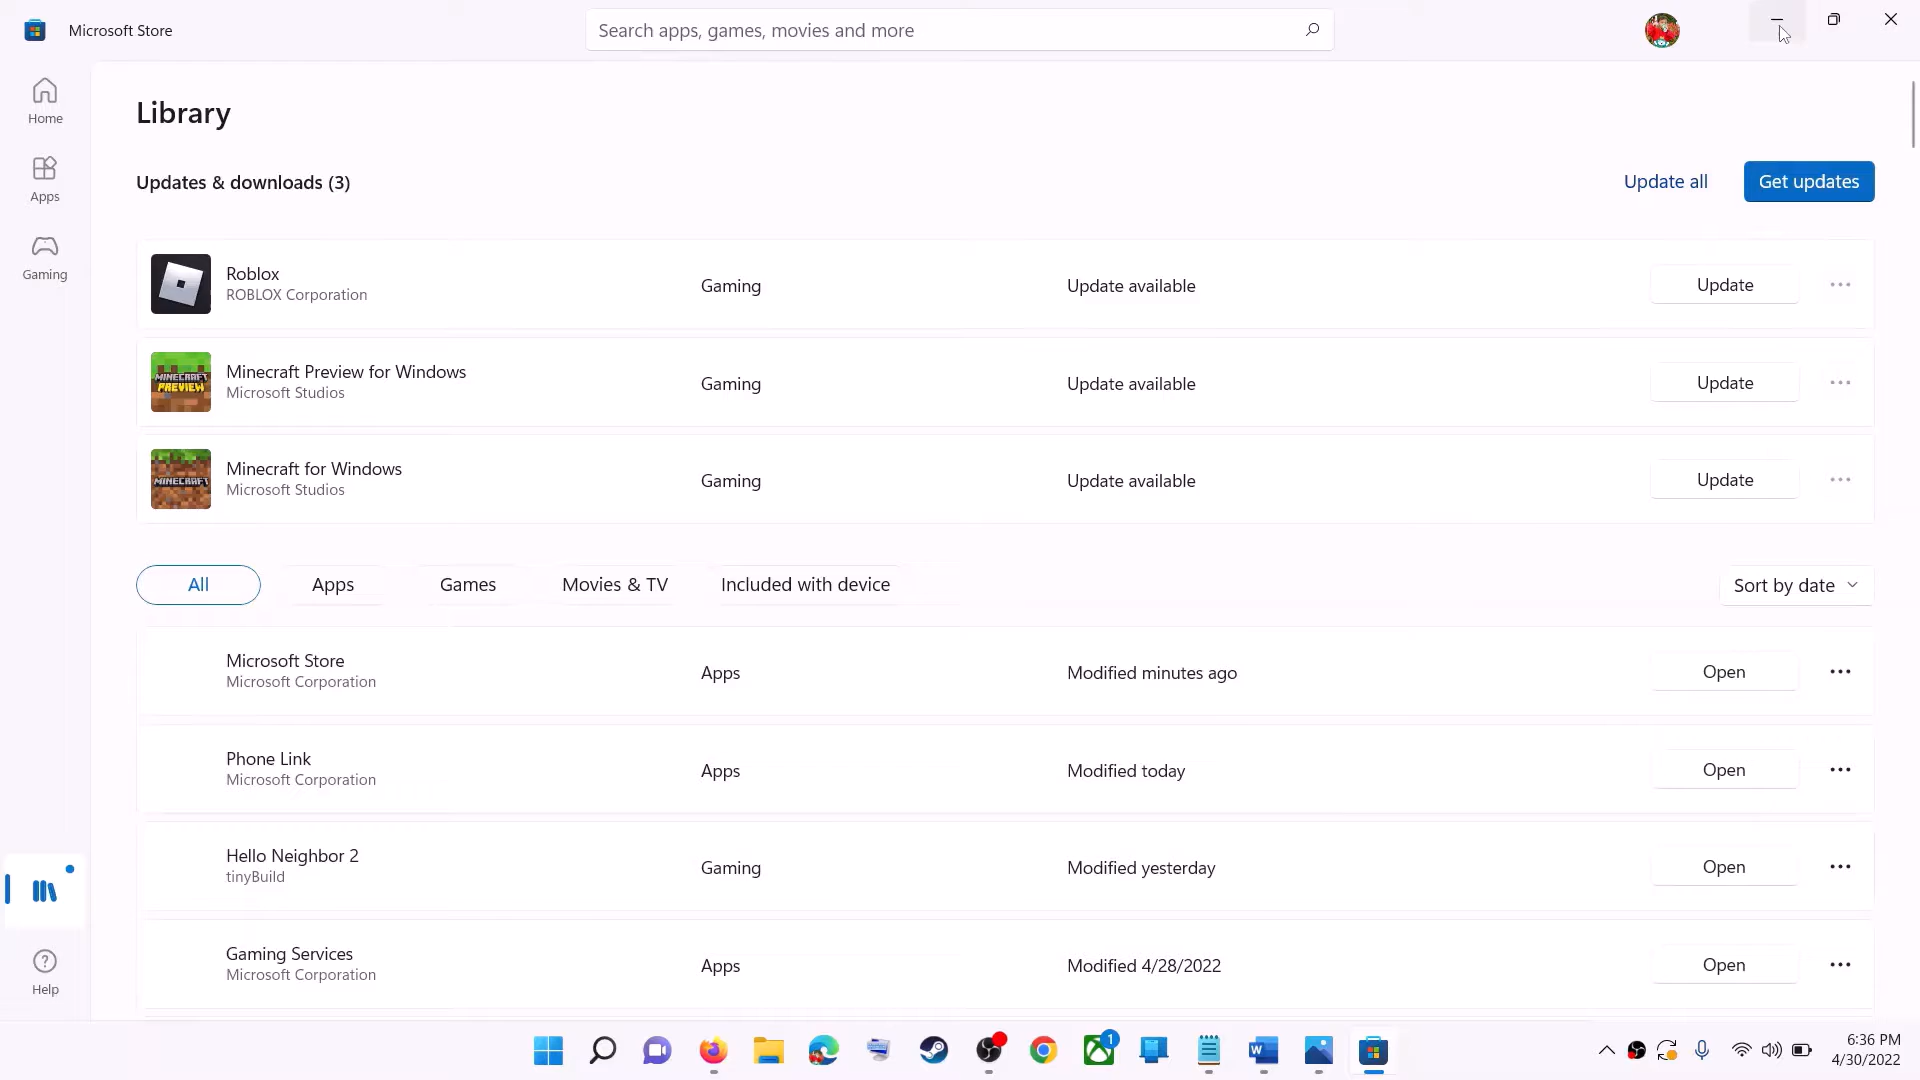 Microsoft Store
Search apps, games, movies and more
Home
Apps
Gaming
Library
Updates & downloads (3)
Update all
Get updates
Roblox
ROBLOX Corporation
Gaming
Update available
Update
MINECRAFT
PREVIEW
Minecraft Preview for Windows
Microsoft Studios
Gaming
Update available
Update
MINECRAFT
Minecraft for Windows
Microsoft Studios
Gaming
Update available
Update
All
Apps
Games
Movies & TV
Included with device
Sort by date
Microsoft Store
Microsoft Corporation
Apps
Modified minutes ago
Open
Phone Link
Microsoft Corporation
Apps
Modified today
Open
Hello Neighbor 2
tinyBuild
Gaming
Modified yesterday
Open
Gaming Services
Microsoft Corporation
Apps
Modified 4/28/2022
Open
Help
1
W
6:36 PM
4/30/2022